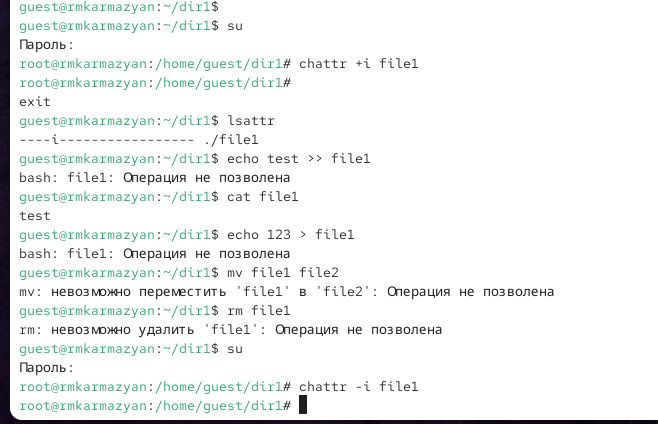 guest@rmkarmazyan:~/dir1$
guest@rmkarmazyan:~/dir1$ su
Пароль:
root@rmkarmazyan:/home/guest/dir1# chattr +i file1
root@rmkarmazyan:/home/guest/dir1#
exit
guest@rmkarmazyan:~/dir1$ lsattr
----i----------------- ./file1
guest@rmkarmazyan:~/dir1$ echo test >> file1
bash: file1: Операция не позволена
guest@rmkarmazyan:~/dir1$ cat file1
test
guest@rmkarmazyan:~/dir1$ echo 123 > file1
bash: file1: Операция не позволена
guest@rmkarmazyan:~/dir1$ mv file1 file2
mv: невозможно переместить 'file1' в 'file2': Операция не позволена
guest@rmkarmazyan:~/dir1$ rm file1
rm: невозможно удалить 'file1': Операция не позволена
guest@rmkarmazyan:~/dir1$ su
Пароль:
root@rmkarmazyan:/home/guest/dir1# chattr -i file1
root@rmkarmazyan:/home/guest/dir1#